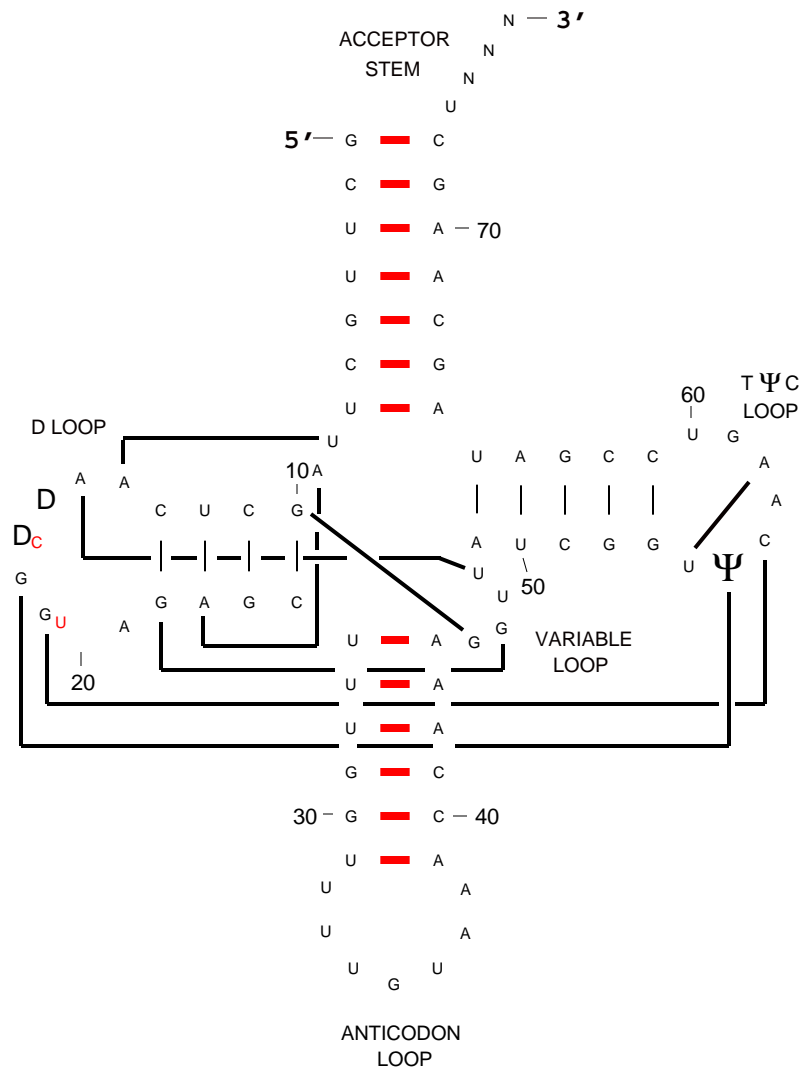 N 3′
ACCEPTOR
STEM
N
N
U
5′ G C
C G
U A 70
U A
G C
C G
U A
60
T Ψ C
LOOP
D LOOP
U
U G
U A G C C
A A
10 A
A
D
A
C U C G
D C
A U C G G
C
U
Ψ
G
U
50
G U
A
G A G C
U
G
20
U A G
VARIABLE
LOOP
U A
U A
G C
30 G C 40
U A
U A
U A
U U
G
ANTICODON
LOOP